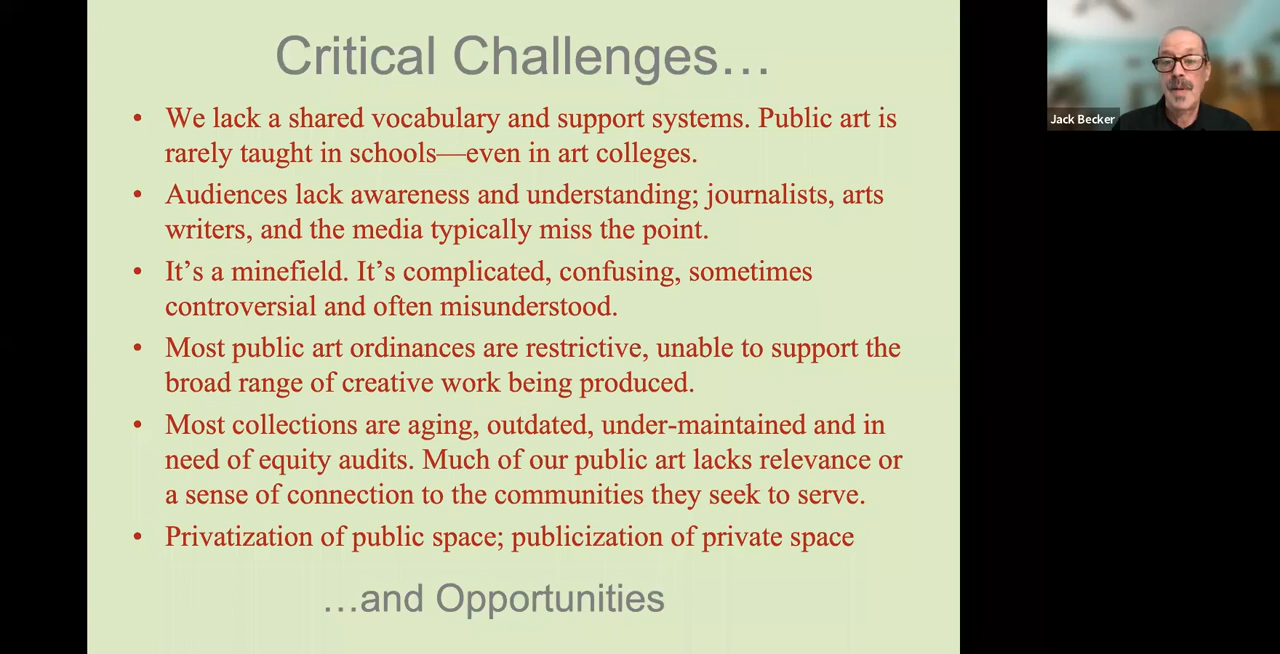 Critical Challenges…
• We lack a shared vocabulary and support systems. Public art is
rarely taught in schools—even in art colleges.
• Audiences lack awareness and understanding; journalists, arts
writers, and the media typically miss the point.
• It’s a minefield. It’s complicated, confusing, sometimes
controversial and often misunderstood.
• Most public art ordinances are restrictive, unable to support the
broad range of creative work being produced.
• Most collections are aging, outdated, under-maintained and in
need of equity audits. Much of our public art lacks relevance or
a sense of connection to the communities they seek to serve.
• Privatization of public space; publicization of private space
…and Opportunities
Jack Becker